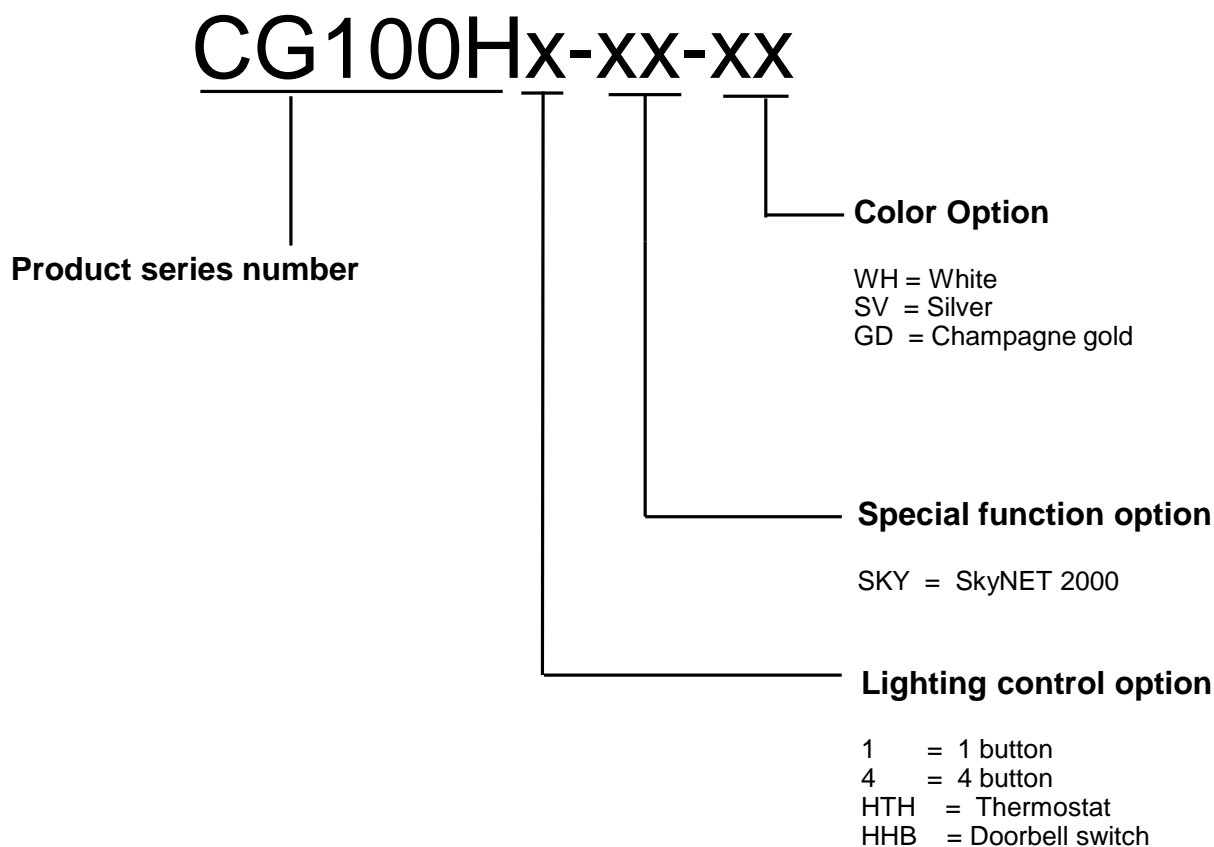 CG100Hx-xx-xx
Product series number
Color Option
WH = White
SV = Silver
GD = Champagne gold
Special function option
SKY = SkyNET 2000
Lighting control option
1 = 1 button
4 = 4 button
HTH = Thermostat
HHB = Doorbell switch